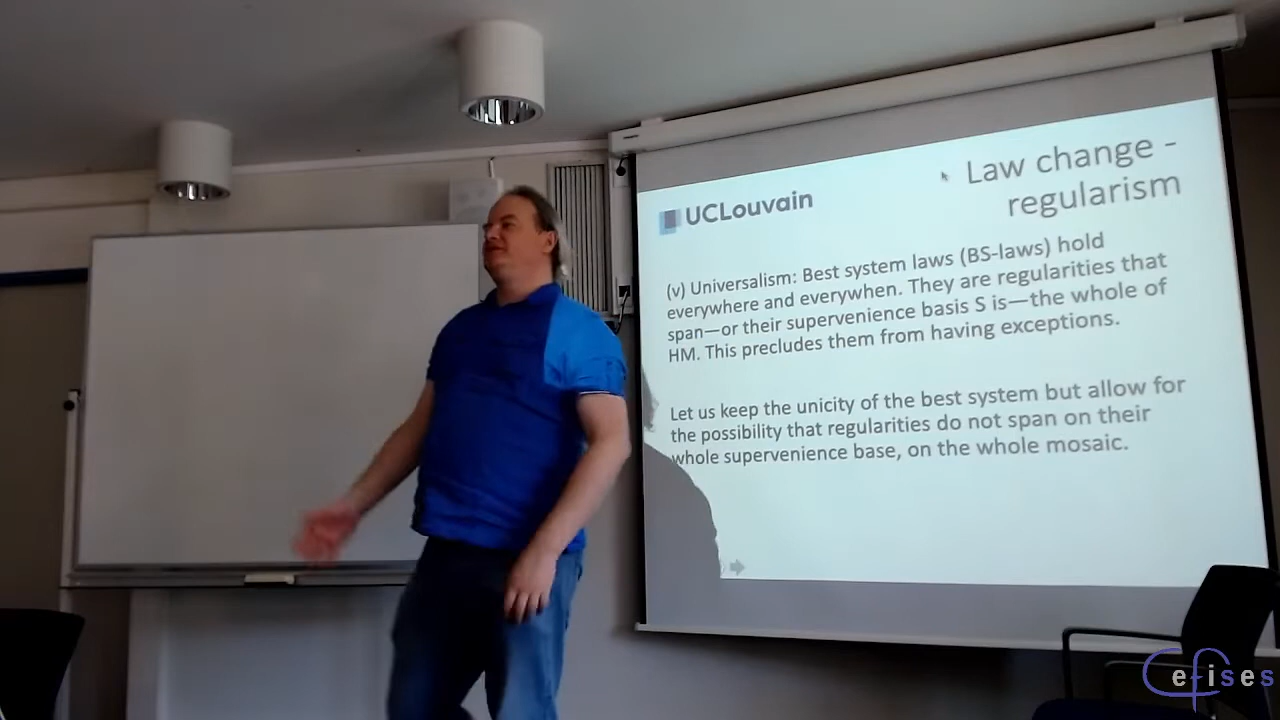 Law change -
regularism
UCLouvain
(v) Universalism: Best system laws (BS-laws) hold
everywhere and everywhen. They are regularities that
span—or their supervenience basis S is—the whole of
HM. This precludes them from having exceptions.
Let us keep the unicity of the best system but allow for
the possibility that regularities do not span on their
whole supervenience base, on the whole mosaic.
Cefises